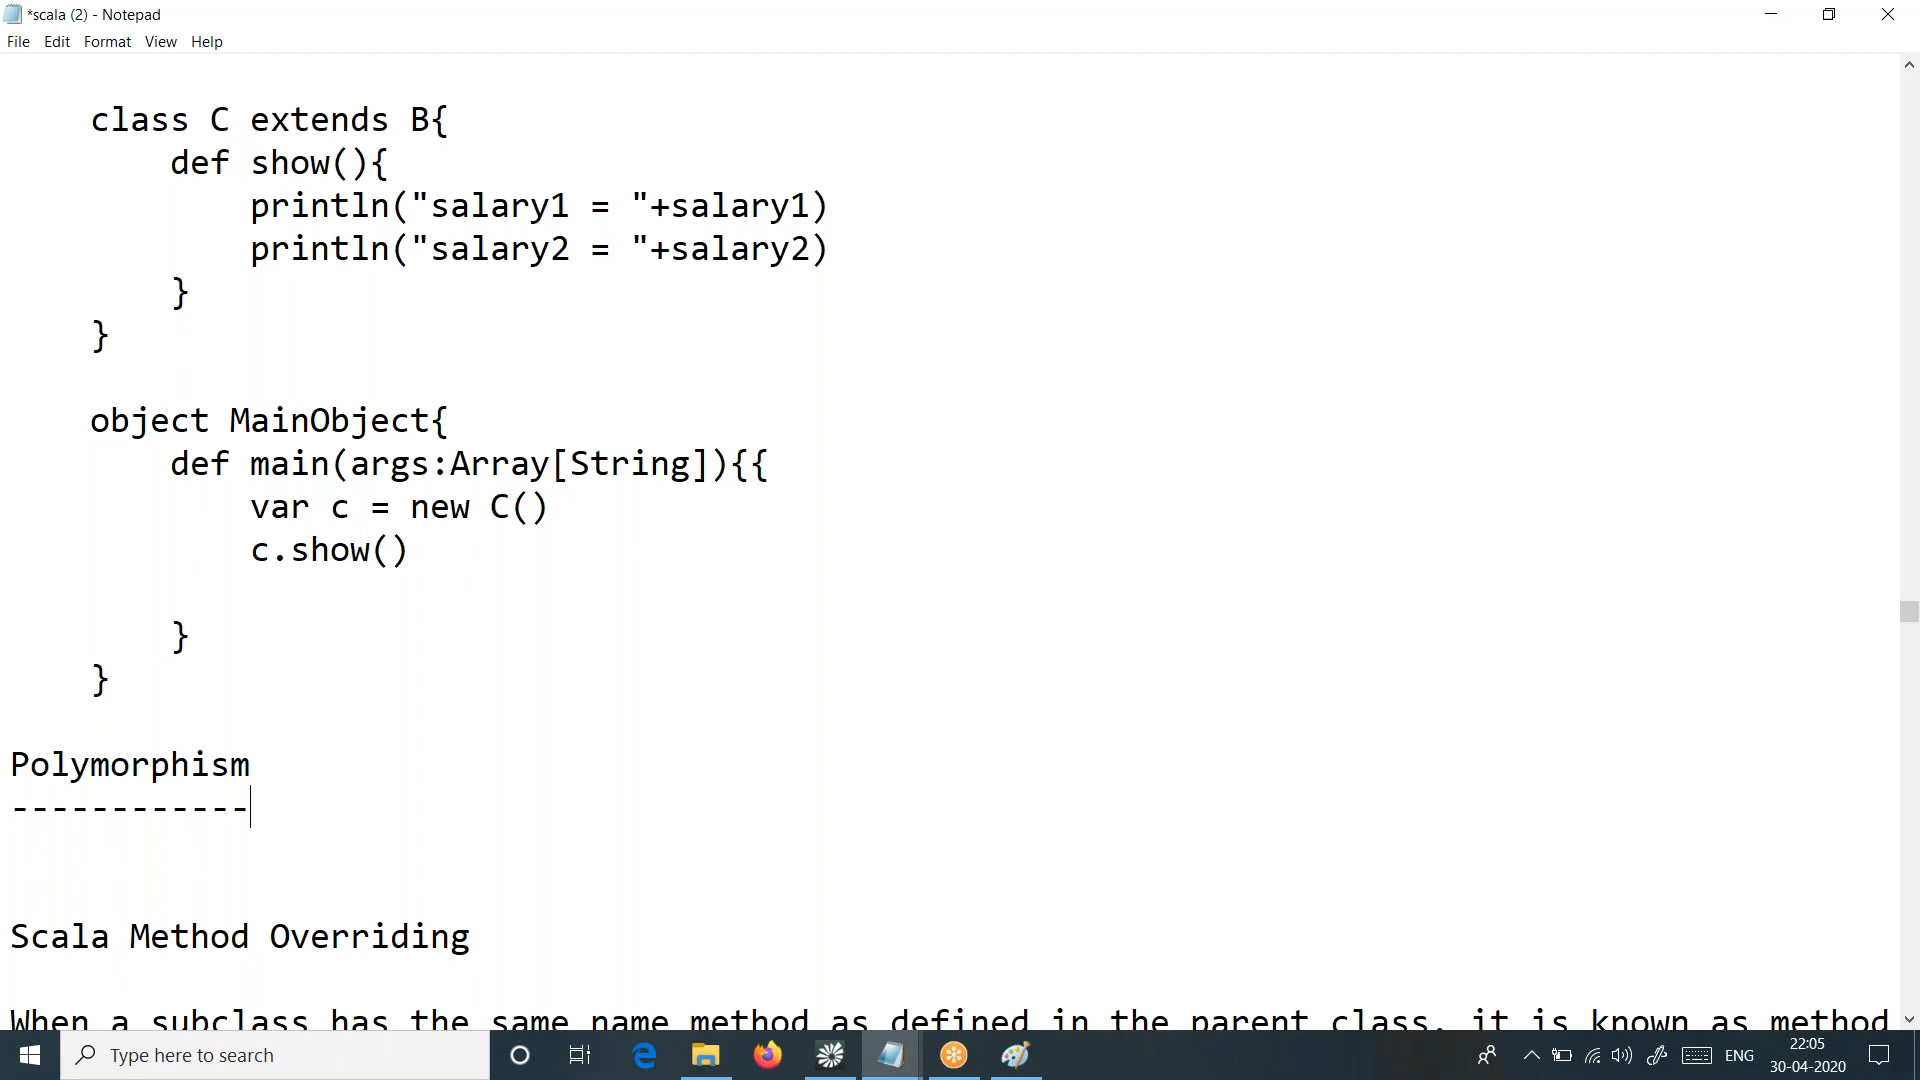 *scala (2) - Notepad
File Edit Format View Help
class C extends B{
def show(){
println("salary1 = "+salary1)
println("salary2 = "+salary2)
}
}
object MainObject{
def main(args:Array[String]){{
var c = new C()
c.show()
}
}
Polymorphism
------------
Scala Method Overriding
When a subclass has the same name method as defined in the parent class, it is known as method
Type here to search
ENG
22:05
30-04-2020